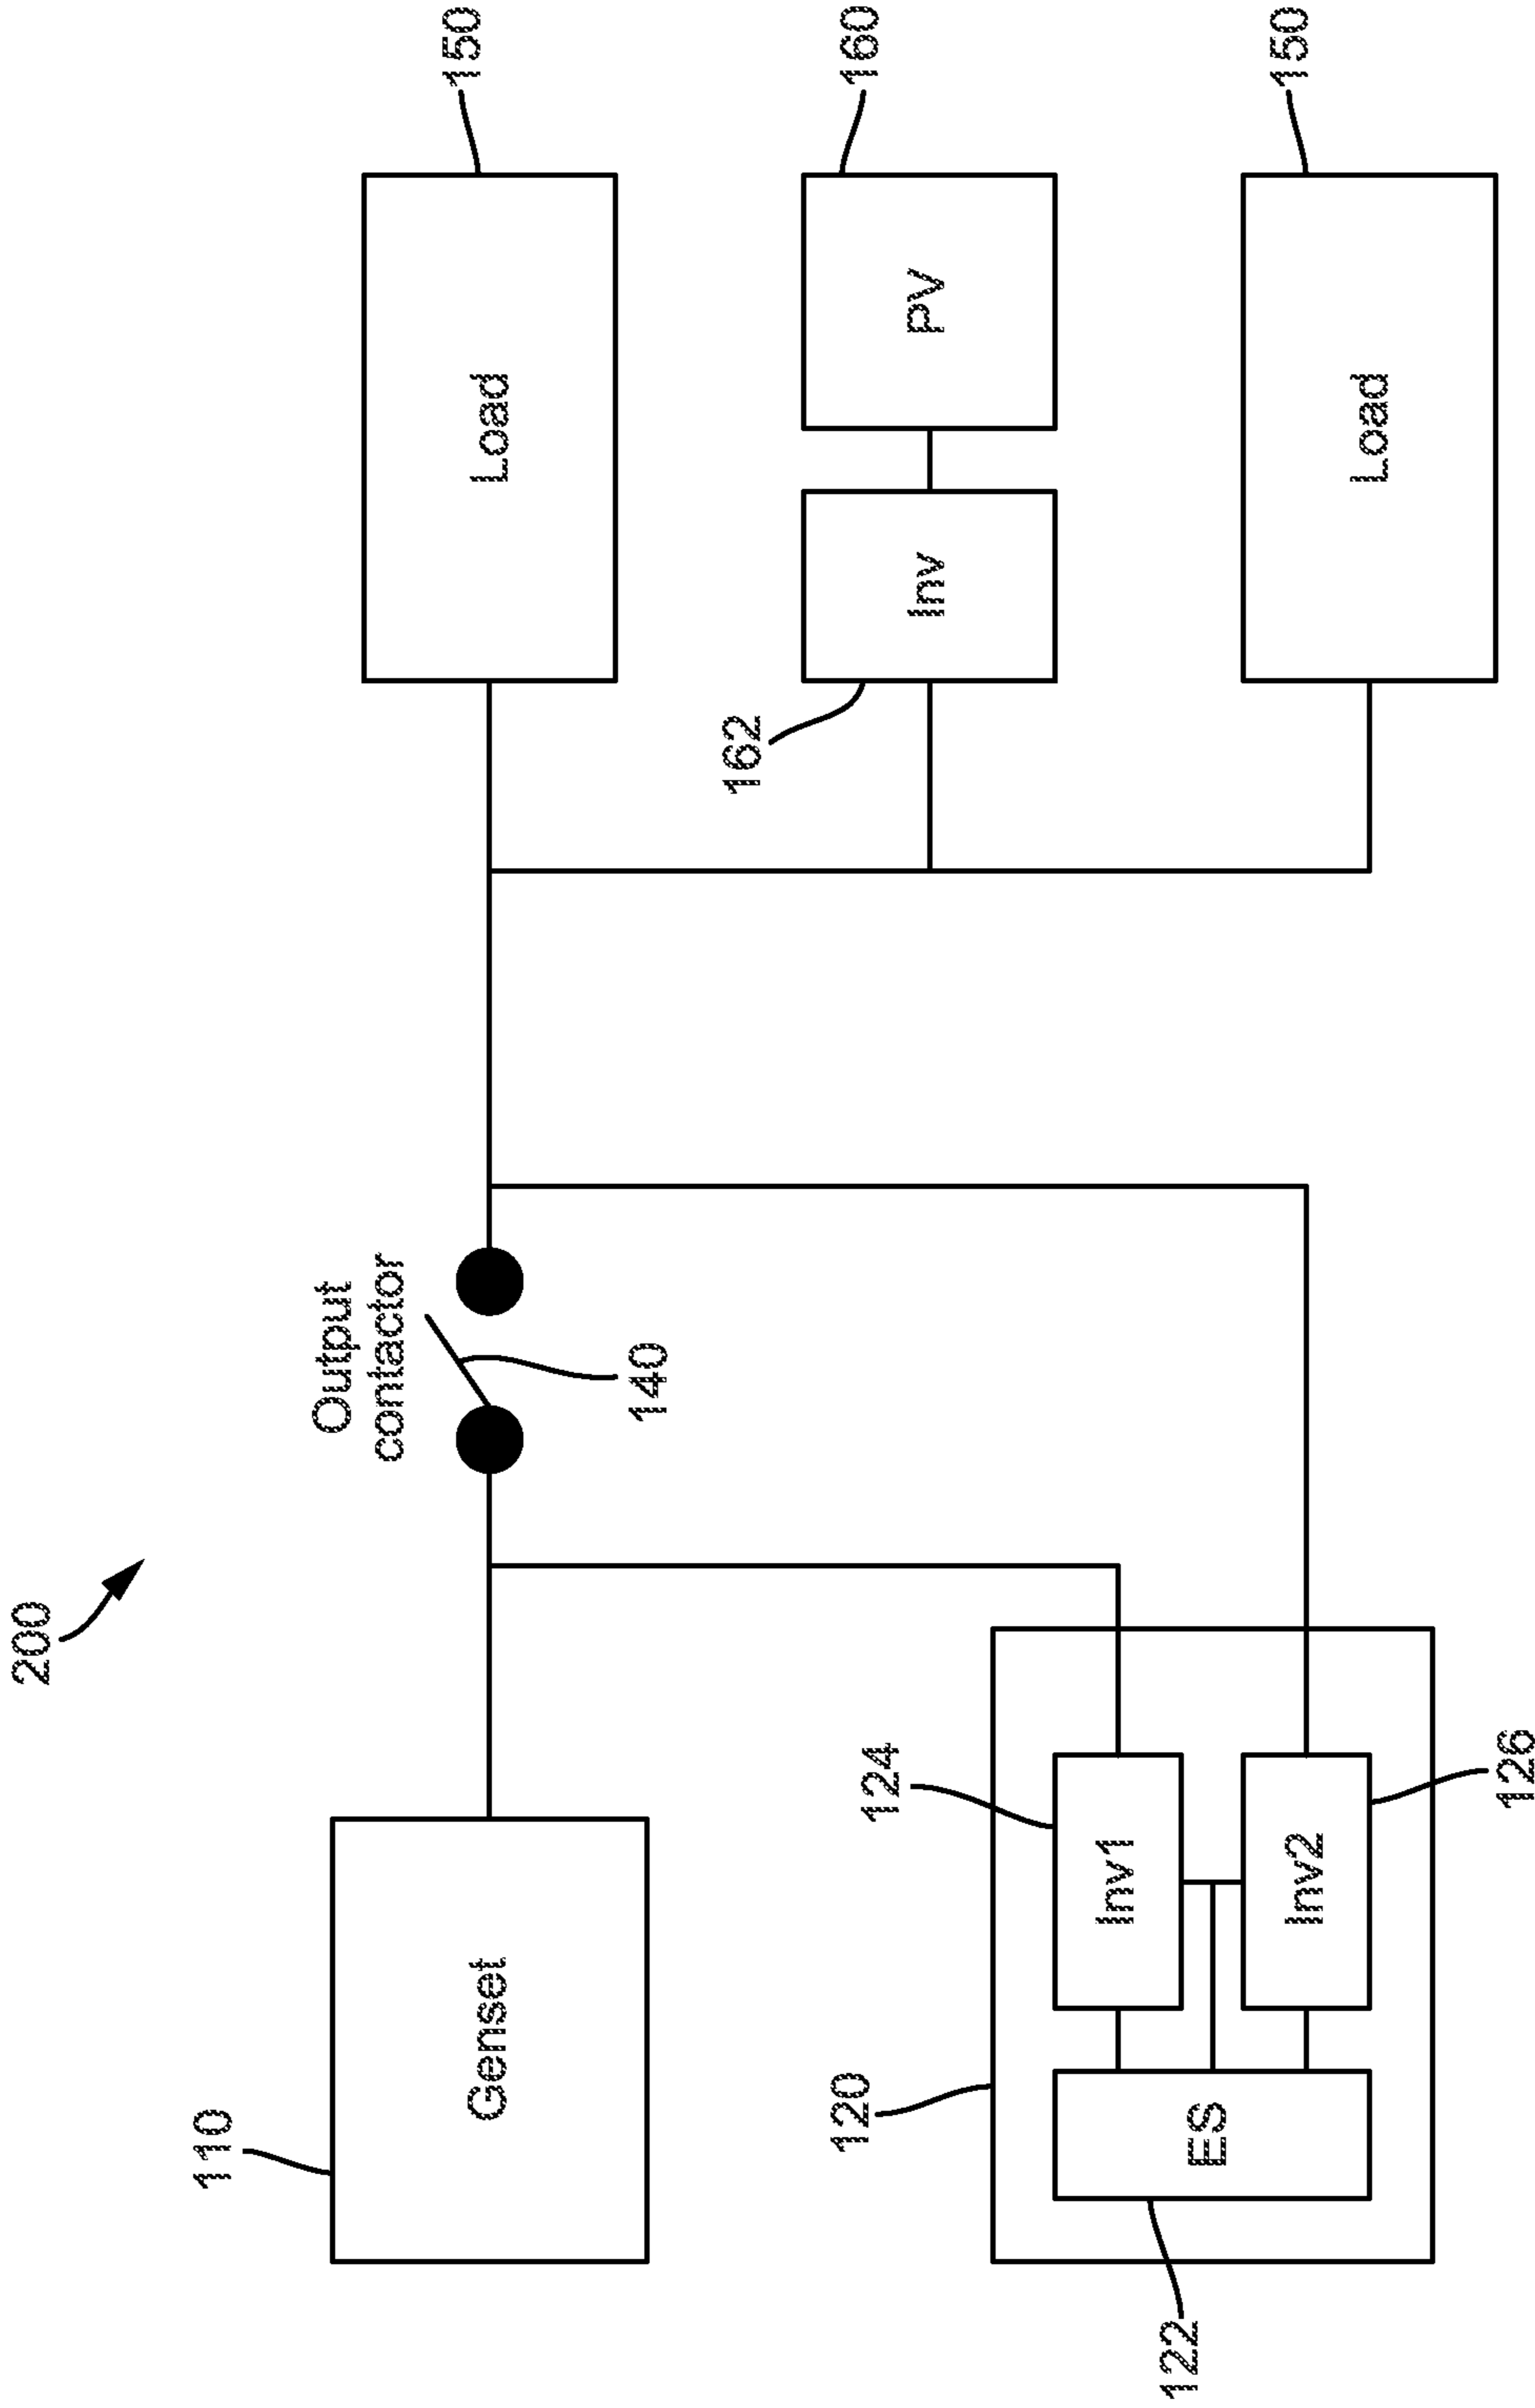 200
110
Genset
Output
contactor
140
Load
150
162
Inv
PV
160
Load
150
120
122
ES
124
Inv1
Inv2
126